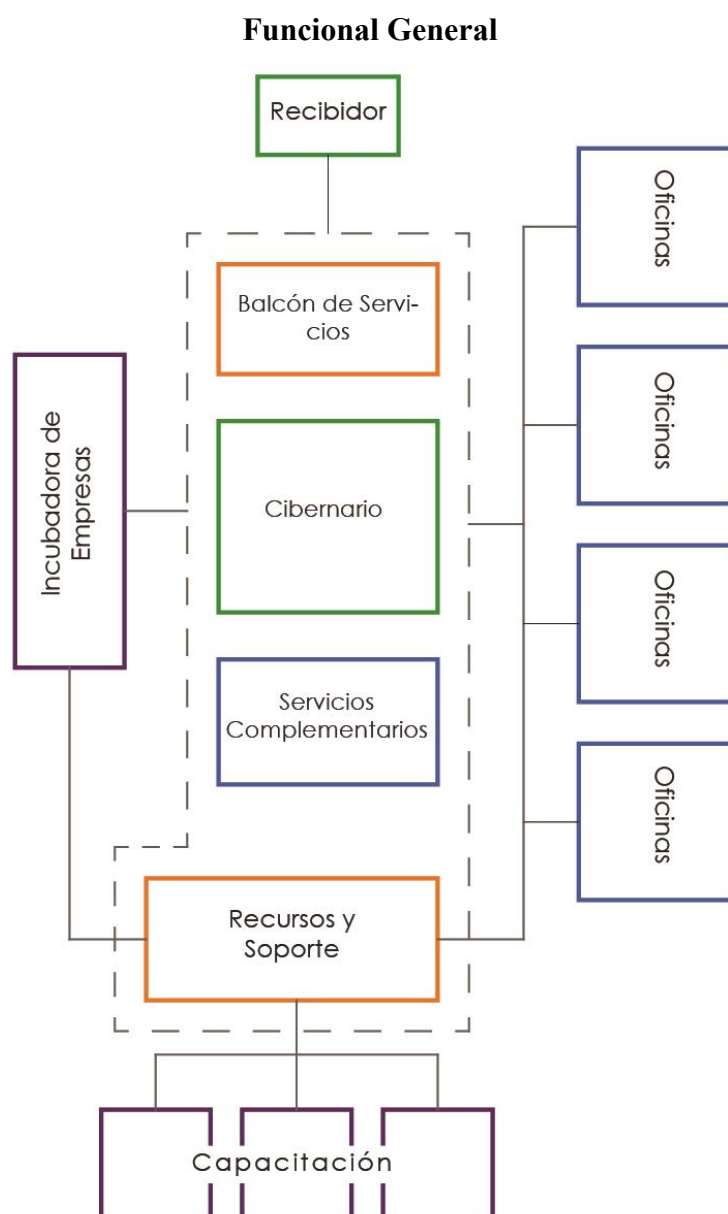 Funcional General
Recibidor
Balcón de Servi-
cios
Cibernario
Servicios
Complementarios
Recursos y
Soporte
Incubadora de
Empresas
Oficinas
Oficinas
Oficinas
Oficinas
Capacitación